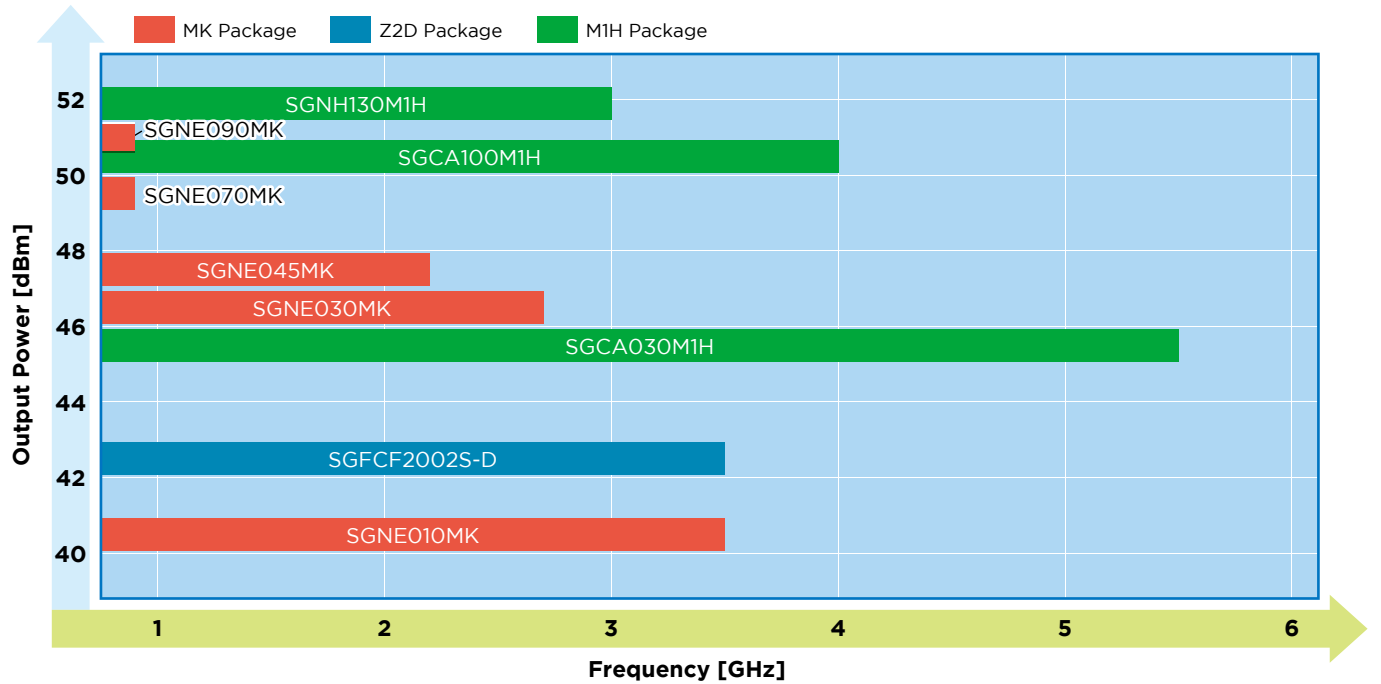 MK Package
Z2D Package
M1H Package
Output Power [dBm]
52
50
48
46
44
42
40
SGNH130M1H
SGNE090MK
SGCA100M1H
SGNE070MK
SGNE045MK
SGNE030MK
SGCA030M1H
SGFCF2002S-D
SGNE010MK
1
2
3
4
5
6
Frequency [GHz]